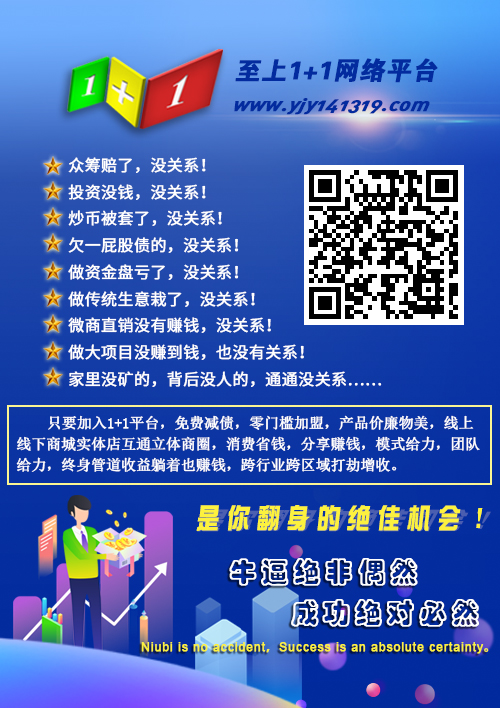 1+1
至上1+1网络平台
www.yjy141319.com
众筹赔了，没关系！
投资没钱，没关系！
炒币被套了，没关系！
欠一屁股债的，没关系！
做资金盘亏了，没关系！
做传统生意栽了，没关系！
微商直销没有赚钱，没关系！
做大项目没赚到钱，也没有关系！
家里没矿的，背后没人的，通通没关系......
只要加入1+1平台，免费减债，零门槛加盟，产品价廉物美，线上
线下商城实体店互通立体商圈，消费省钱，分享赚钱，模式给力，团队
给力，终身管道收益躺着也赚钱，跨行业跨区域打劫增收。
是你翻身的绝佳机会！
牛逼绝非偶然
成功绝对必然
Niubi is no accident，Success is an absolute certainty。